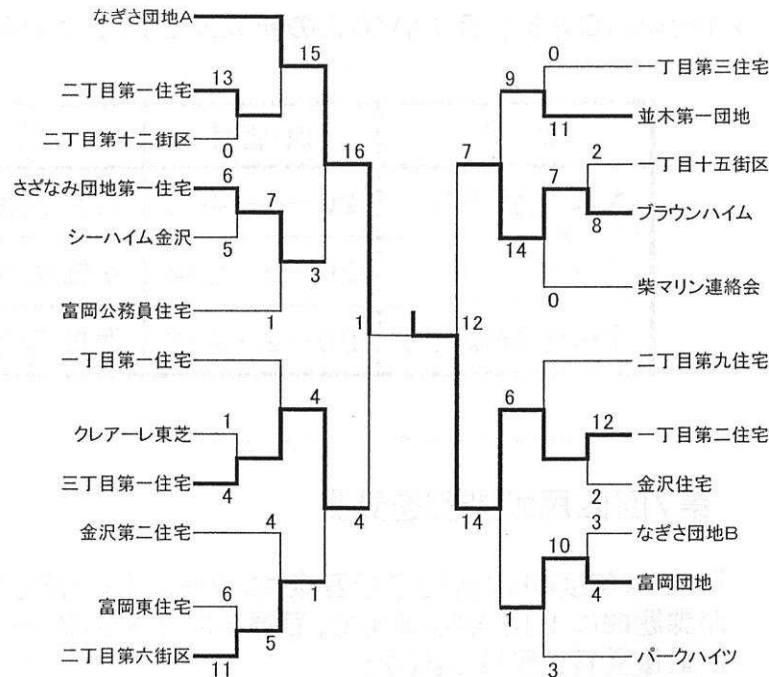 なぎさ団地A
15
13
二丁目第一住宅
二丁目第十二街区
0
16
6
さざなみ団地第一住宅
7
シーハイム金沢
5
3
富岡公務員住宅
1
1
一丁目第一住宅
4
1
クレアーレ東芝
三丁目第一住宅
4
金沢第二住宅
4
4
1
富岡東住宅
6
5
二丁目第六街区
11
0
一丁目第三住宅
9
並木第一団地
11
7
2
一丁目十五街区
7
ブラウンハイム
8
14
柴マリン連絡会
0
12
二丁目第九住宅
6
12
一丁目第二住宅
金沢住宅
2
14
3
なぎさ団地B
10
富岡団地
4
1
パークハイツ
3